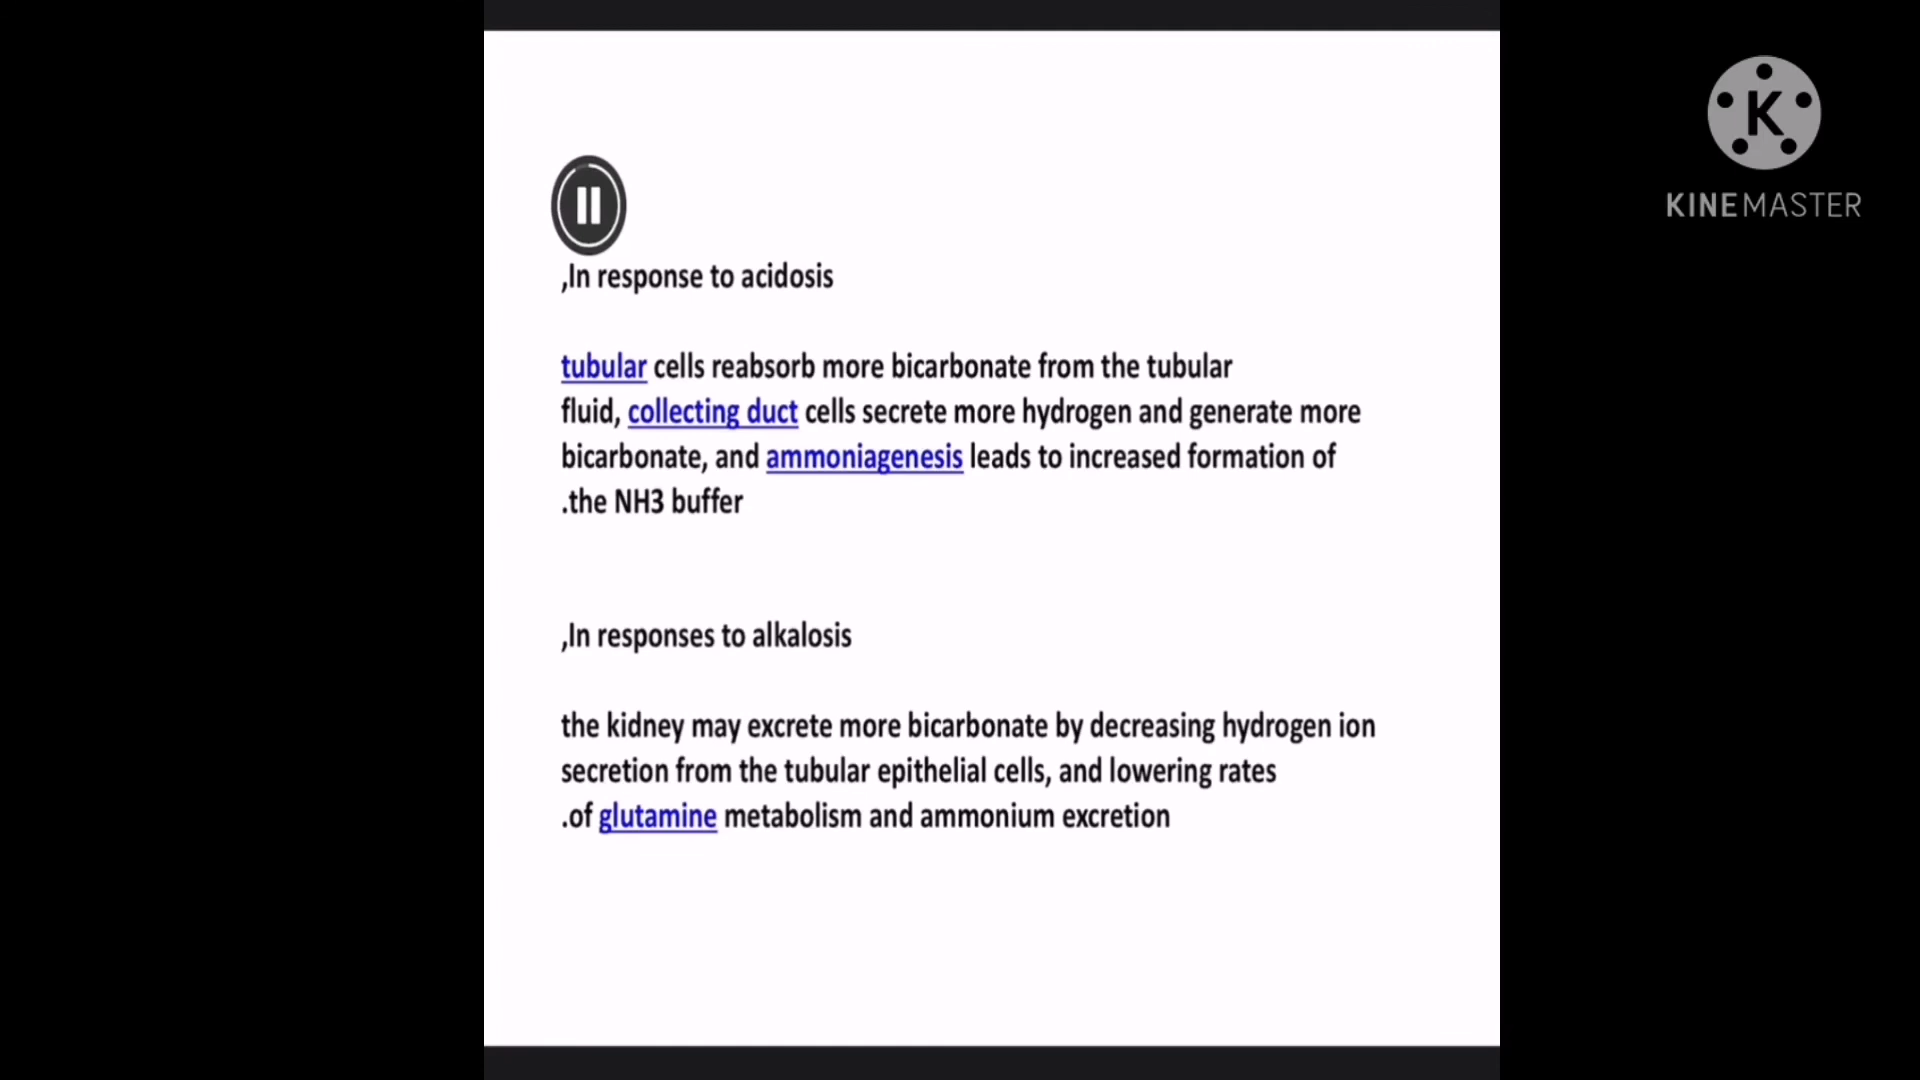 K
KINEMASTER
,In response to acidosis
tubular cells reabsorb more bicarbonate from the tubular
fluid, collecting duct cells secrete more hydrogen and generate more
bicarbonate, and ammoniagenesis leads to increased formation of
.the NH3 buffer
,In responses to alkalosis
the kidney may excrete more bicarbonate by decreasing hydrogen ion
secretion from the tubular epithelial cells, and lowering rates
.of glutamine metabolism and ammonium excretion